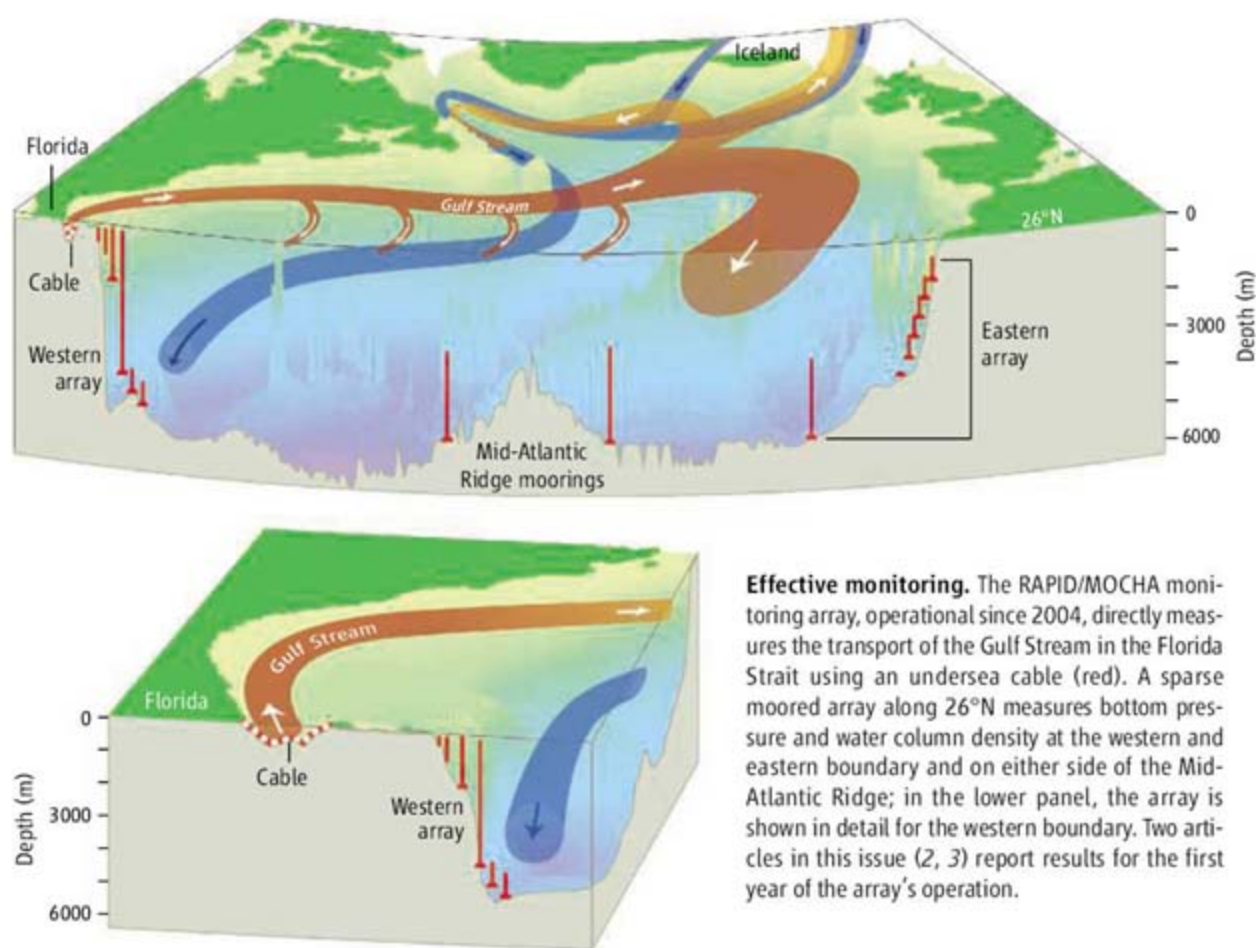 Iceland
Florida
Gulf Stream
26°N
0
Cable
3000
Depth (m)
Western
array
Eastern
array
6000
Mid-Atlantic
Ridge moorings
Gulf Stream
Florida
0
Cable
Western
array
3000
Depth (m)
6000
Effective monitoring. The RAPID/MOCHA moni-
toring array, operational since 2004, directly meas-
ures the transport of the Gulf Stream in the Florida
Strait using an undersea cable (red). A sparse
moored array along 26°N measures bottom pres-
sure and water column density at the western and
eastern boundary and on either side of the Mid-
Atlantic Ridge; in the lower panel, the array is
shown in detail for the western boundary. Two arti-
cles in this issue (2, 3) report results for the first
year of the array's operation.